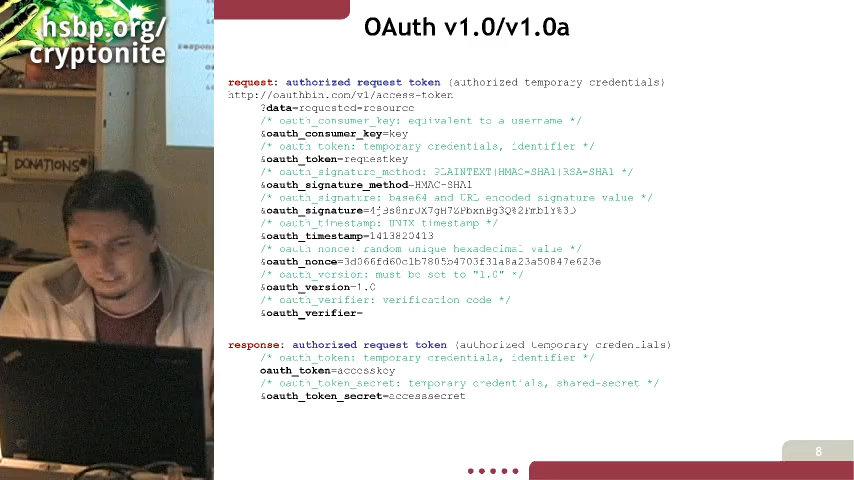 hsbp.org/
cryptonite
DONATIONS
OAuth v1.0/v1.0a
request: authorized request token (authorized temporary credentials)
http://oauthbin.com/v1/access-token
?data=requested=resource
/* oauth_consumer_key: equivalent to a username */
&oauth_consumer_key=key
/* oauth_token: temporary credentials, identifier */
&oauth_token=requestkey
/* oauth_signature_method: PLAINTEXT|HMAC-SHA1|RSA-SHA1 */
&oauth_signature_method=HMAC-SHA1
/* oauth_signature: base64 and URL encoded signature value */
&oauth_signature=
/* oauth_timestamp: UNIX timestamp */
&oauth_timestamp=1413820413
/* oauth_nonce: random unique hexadecimal value */
&oauth_nonce=3d066fd60c1b7805b4703f31a8a23a50847e623e
/* oauth_version: must be set to "1.0" */
&oauth_version=1.0
/* oauth_verifier: verification code */
&oauth_verifier=
response: authorized request token (authorized temporary credentials)
/* oauth_token: temporary credentials, identifier */
oauth_token=accesskey
/* oauth_token_secret: temporary credentials, shared-secret */
&oauth_token_secret=accesssecret
8